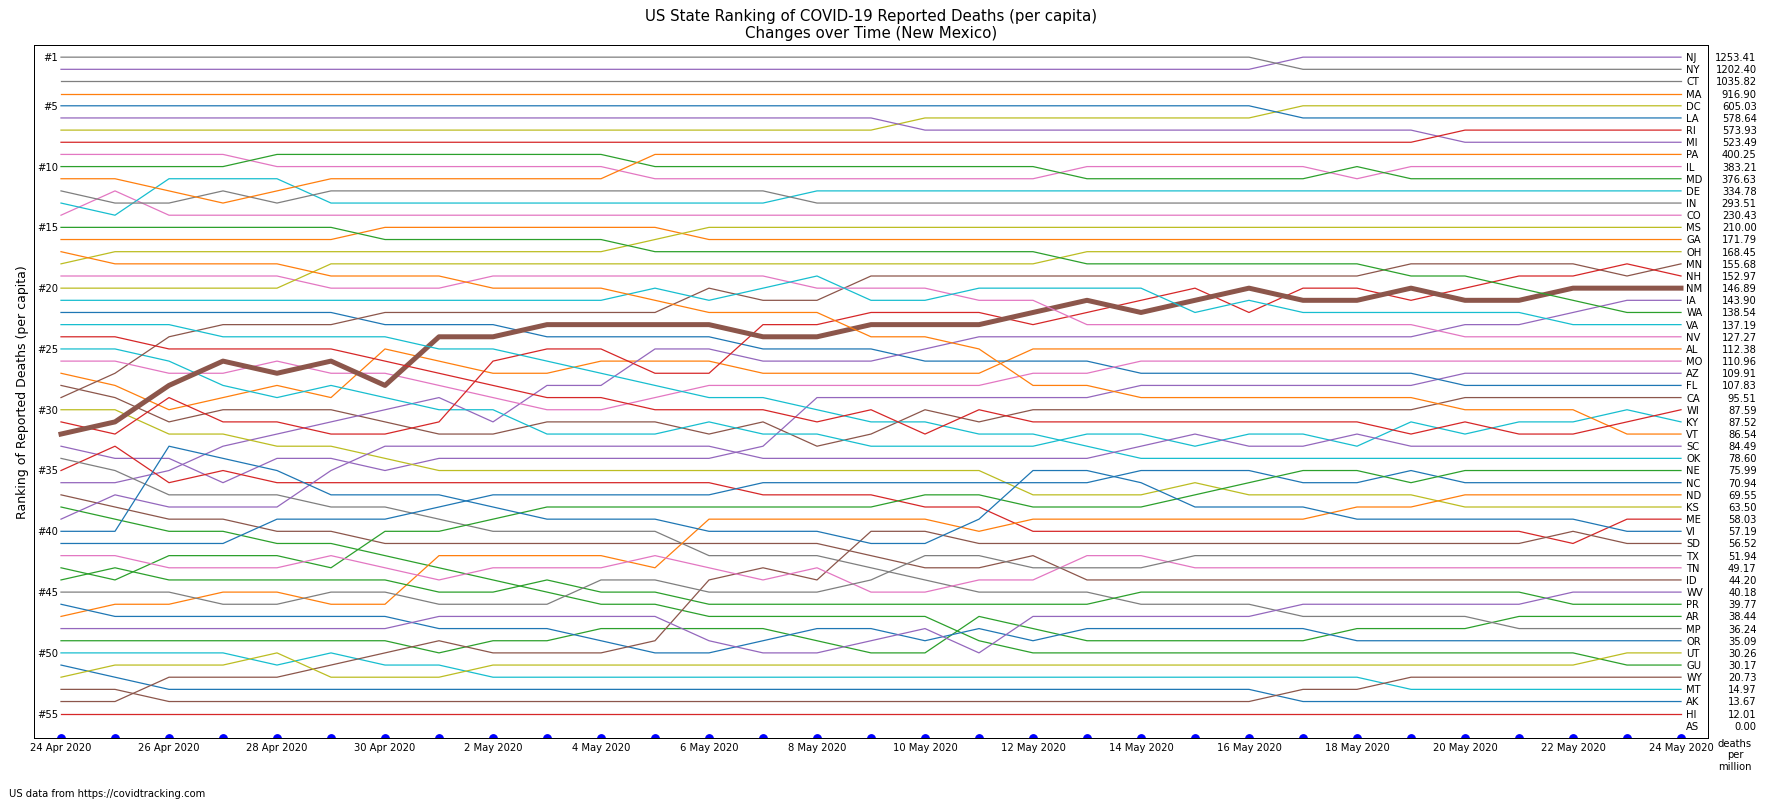 US State Ranking of COVID-19 Reported Deaths (per capita)
Changes over Time (New Mexico)
Ranking of Reported Deaths (per capita)
#1
#5
#10
#15
#20
#25
#30
#35
#40
#45
#50
#55
NJ 1253.41
NY 1202.40
CT 1035.82
MA 916.90
DC 605.03
LA 578.64
RI 573.93
MI 523.49
PA 400.25
IL 383.21
MD 376.63
DE 334.78
IN 293.51
CO 230.43
MS 210.00
GA 171.79
OH 168.45
MN 155.68
NH 152.97
NM 146.89
IA 143.90
WA 138.54
VA 137.19
NV 127.27
AL 112.38
MO 110.96
AZ 109.91
FL 107.83
CA 95.51
WI 87.59
KY 87.52
VT 86.54
SC 84.49
OK 78.60
NE 75.99
NC 70.94
ND 69.55
KS 63.50
ME 58.03
VI 57.19
SD 56.52
TX 51.94
TN 49.17
ID 44.20
WV 40.18
PR 39.77
AR 38.44
MP 36.24
OR 35.09
UT 30.26
GU 30.17
WY 20.73
MT 14.97
AK 13.67
HI 12.01
AS 0.00
24 Apr 2020 26 Apr 2020 28 Apr 2020 30 Apr 2020 2 May 2020 4 May 2020 6 May 2020 8 May 2020 10 May 2020 12 May 2020 14 May 2020 16 May 2020 18 May 2020 20 May 2020 22 May 2020 24 May 2020
deaths
per
million
US data from https://covidtracking.com